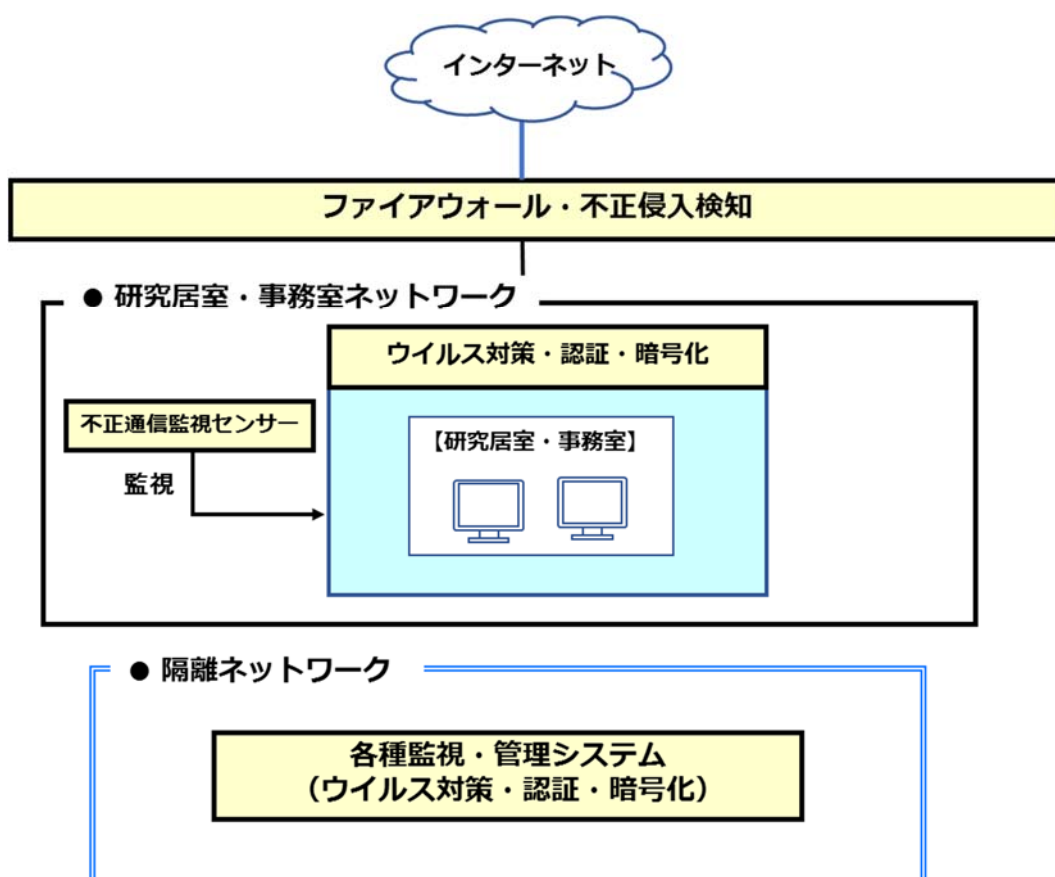 インターネット
ファイアウォール・不正侵入検知
● 研究居室・事務室ネットワーク
ウイルス対策・認証・暗号化
不正通信監視センサー
【研究居室・事務室】
監視
● 隔離ネットワーク
各種監視・管理システム
（ウイルス対策・認証・暗号化）